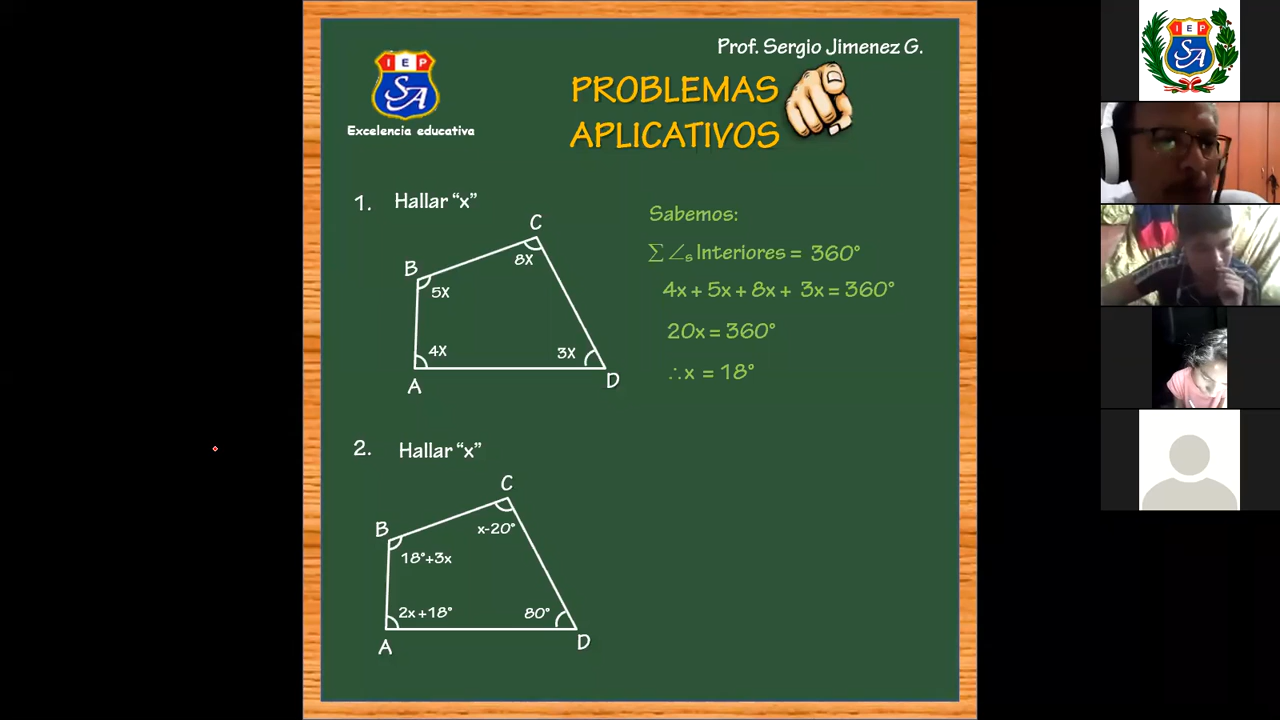 Prof. Sergio Jimenez G.
I E P
SA
Excelencia educativa
PROBLEMAS
APLICATIVOS
1. Hallar “x”
C
8X
B
5X
4X
3X
A
D
Sabemos:
∑ ∠s Interiores = 360°
4x + 5x + 8x + 3x = 360°
20x = 360°
∴x = 18°
2. Hallar “x”
C
x-20°
B
18°+3x
2x+18°
80°
A
D
I E P
SA